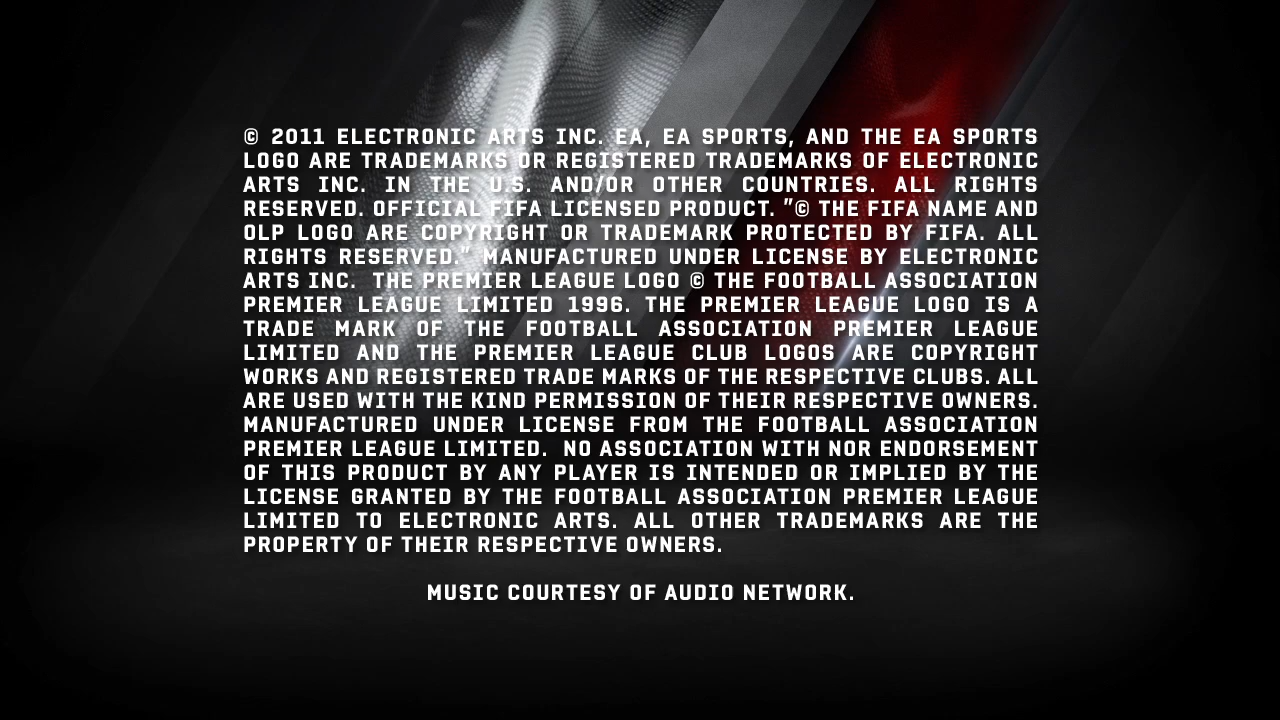 © 2011 ELECTRONIC ARTS INC. EA, EA SPORTS, AND THE EA SPORTS
LOGO ARE TRADEMARKS OR REGISTERED TRADEMARKS OF ELECTRONIC
ARTS INC. IN THE U.S. AND/OR OTHER COUNTRIES. ALL RIGHTS
RESERVED. OFFICIAL FIFA LICENSED PRODUCT. "© THE FIFA NAME AND
OLP LOGO ARE COPYRIGHT OR TRADEMARK PROTECTED BY FIFA. ALL
RIGHTS RESERVED." MANUFACTURED UNDER LICENSE BY ELECTRONIC
ARTS INC. THE PREMIER LEAGUE LOGO © THE FOOTBALL ASSOCIATION
PREMIER LEAGUE LIMITED 1996. THE PREMIER LEAGUE LOGO IS A
TRADE MARK OF THE FOOTBALL ASSOCIATION PREMIER LEAGUE
LIMITED AND THE PREMIER LEAGUE CLUB LOGOS ARE COPYRIGHT
WORKS AND REGISTERED TRADE MARKS OF THE RESPECTIVE CLUBS. ALL
ARE USED WITH THE KIND PERMISSION OF THEIR RESPECTIVE OWNERS.
MANUFACTURED UNDER LICENSE FROM THE FOOTBALL ASSOCIATION
PREMIER LEAGUE LIMITED. NO ASSOCIATION WITH NOR ENDORSEMENT
OF THIS PRODUCT BY ANY PLAYER IS INTENDED OR IMPLIED BY THE
LICENSE GRANTED BY THE FOOTBALL ASSOCIATION PREMIER LEAGUE
LIMITED TO ELECTRONIC ARTS. ALL OTHER TRADEMARKS ARE THE
PROPERTY OF THEIR RESPECTIVE OWNERS.
MUSIC COURTESY OF AUDIO NETWORK.